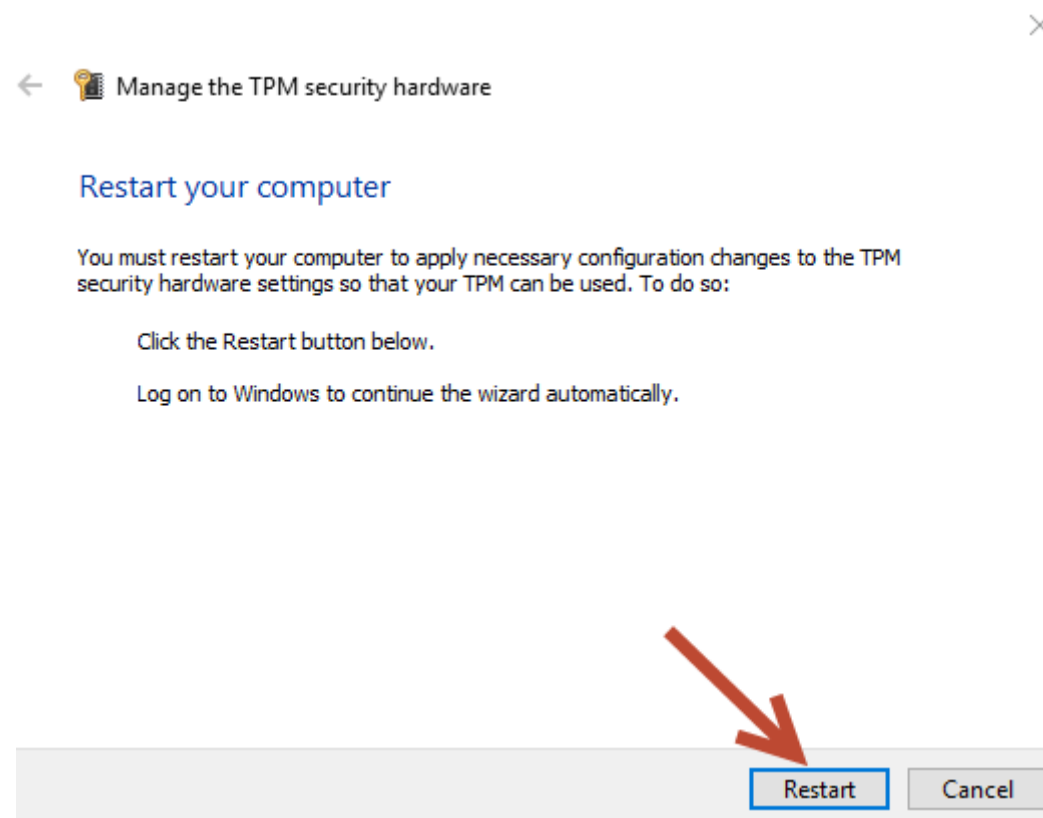 Manage the TPM security hardware
Restart your computer
You must restart your computer to apply necessary configuration changes to the TPM
security hardware settings so that your TPM can be used. To do so:
Click the Restart button below.
Log on to Windows to continue the wizard automatically.
Restart
Cancel